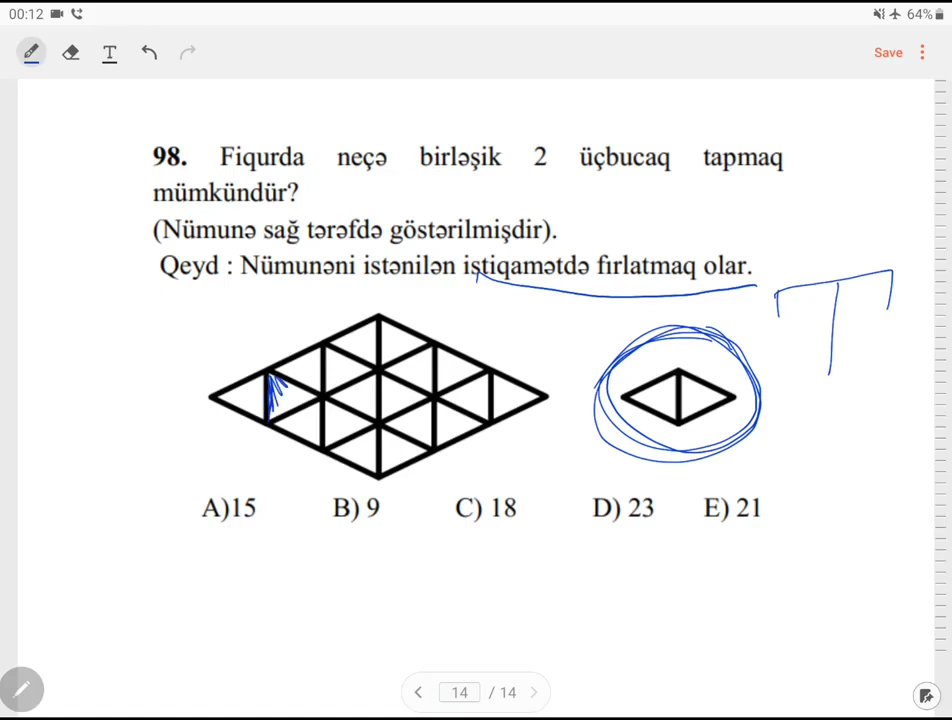 00:12
64%
T
Save
98. Fiqurda neçə birləşik 2 üçbucaq tapmaq
mümkündür?
(Nümunə sağ tərəfdə göstərilmişdir).
Qeyd : Nümunəni istənilən istiqamətdə fırlatmaq olar.
A)15 B) 9 C) 18 D) 23 E) 21
14 / 14